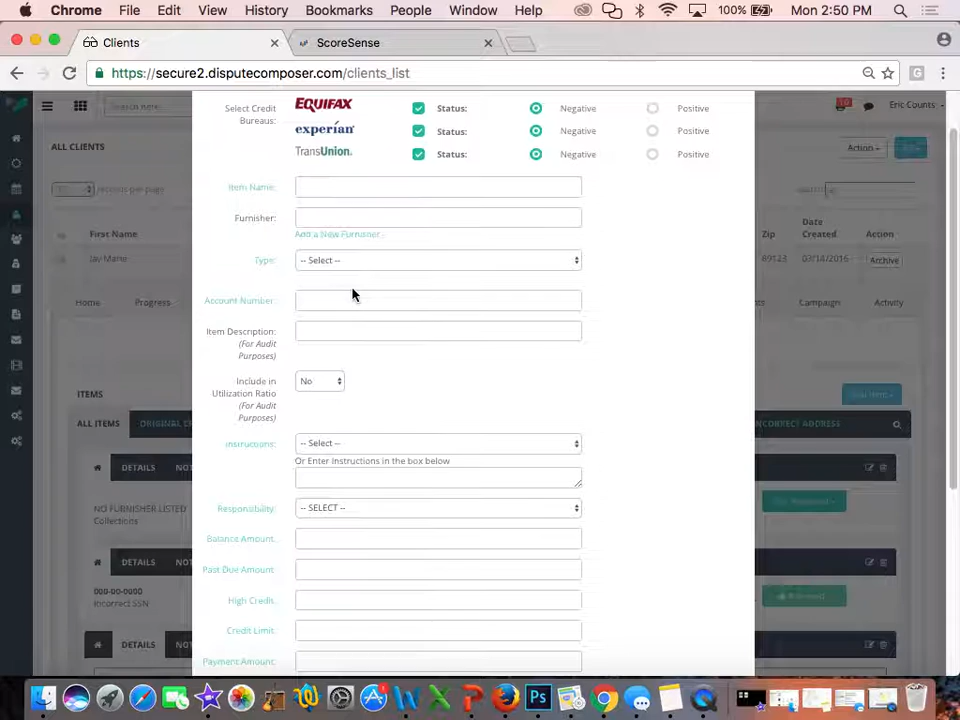 Chrome File Edit View History Bookmarks People Window Help 100% Mon 2:50 PM
Clients ScoreSense
https://secure2.disputecomposer.com/clients_list
Search here... Eric Counts
ALL CLIENTS Action
records per page
First Name Zip Date Created Action
Jay Marie 89123 03/14/2016 Archive
Home Progress Campaign Activity
ITEMS
ALL ITEMS INCORRECT ADDRESS
DETAILS
NO FURNISHER LISTED
Collections
DETAILS
000-00-0000
Incorrect SSN
DETAILS
Select Credit Bureaus:
EQUIFAX Status: Negative Positive
experian Status: Negative Positive
TransUnion. Status: Negative Positive
Item Name:
Furnisher:
Add a New Furnisher
Type: -- Select --
Account Number:
Item Description:
(For Audit
Purposes)
Include in
Utilization Ratio
(For Audit
Purposes)
No
Instructions: -- Select --
Or Enter Instructions in the box below
Responsibility: -- SELECT --
Balance Amount:
Past Due Amount:
High Credit:
Credit Limit:
Payment Amount: